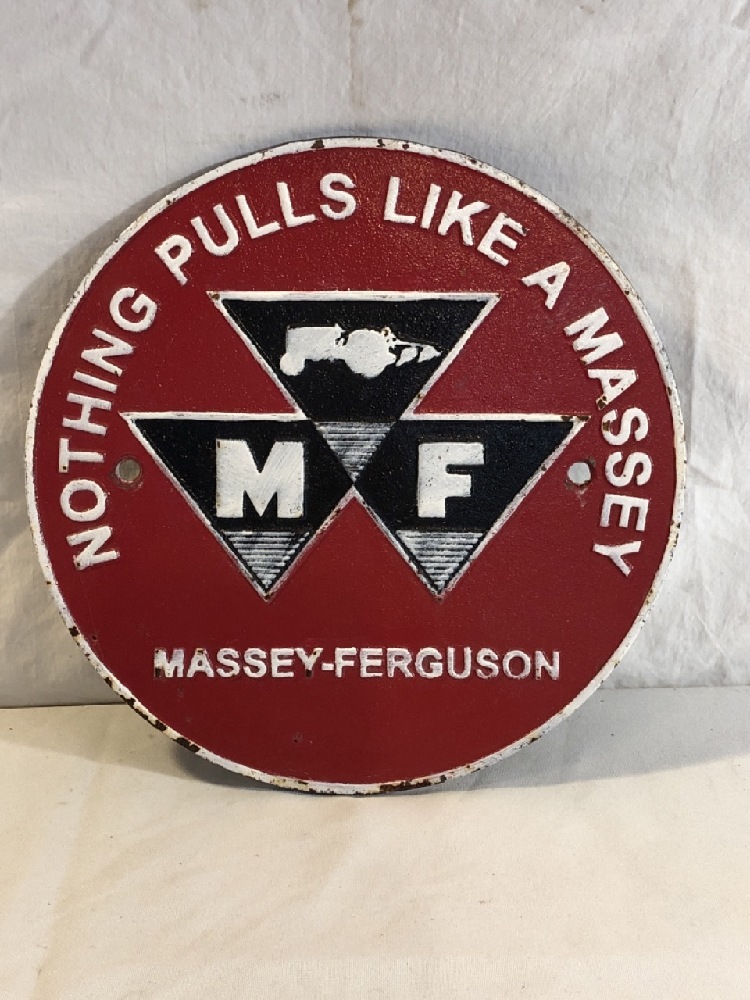 NOTHING PULLS LIKE A MASSEY
M F
MASSEY-FERGUSON